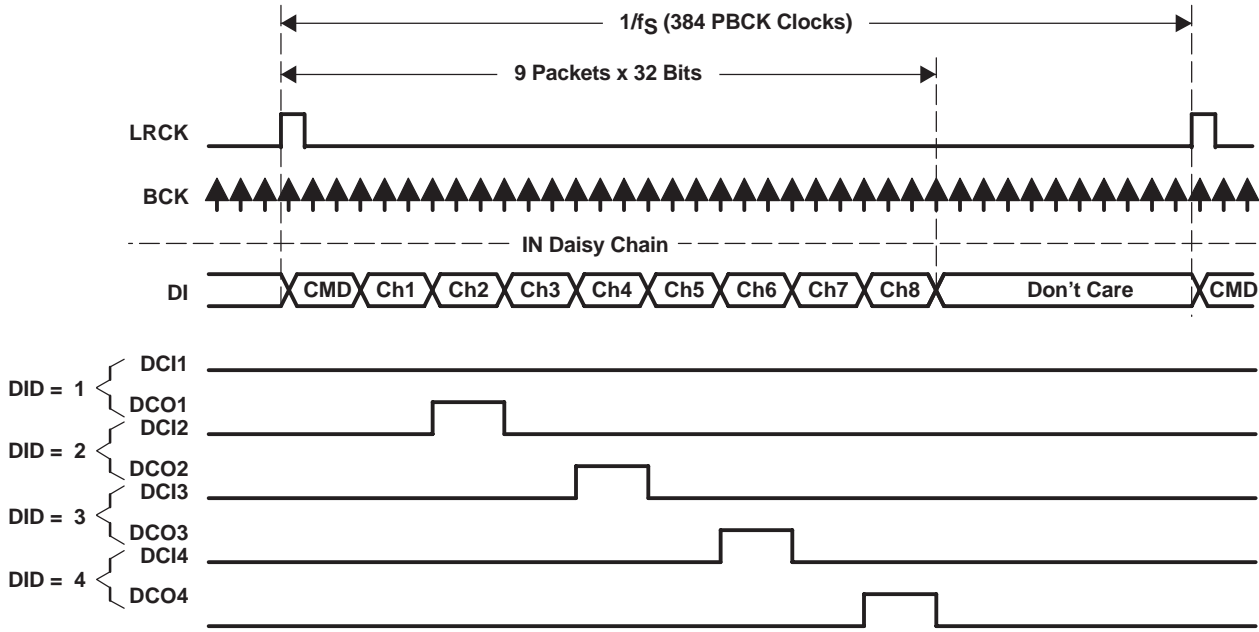 1/fS (384 PBCK Clocks)
9 Packets x 32 Bits
LRCK
BCK
IN Daisy Chain
DI CMD Ch1 Ch2 Ch3 Ch4 Ch5 Ch6 Ch7 Ch8 Don't Care CMD
DCI1
DID = 1
DCO1
DCI2
DID = 2
DCO2
DCI3
DID = 3
DCO3
DCI4
DID = 4
DCO4